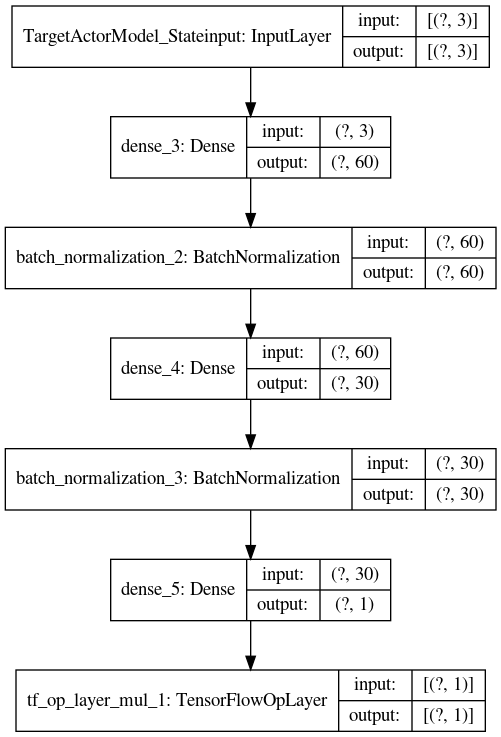 TargetActorModel_Stateinput: InputLayer
input: [(?, 3)]
output: [(?, 3)]
dense_3: Dense
input: (?, 3)
output: (?, 60)
batch_normalization_2: BatchNormalization
input: (?, 60)
output: (?, 60)
dense_4: Dense
input: (?, 60)
output: (?, 30)
batch_normalization_3: BatchNormalization
input: (?, 30)
output: (?, 30)
dense_5: Dense
input: (?, 30)
output: (?, 1)
tf_op_layer_mul_1: TensorFlowOpLayer
input: [(?, 1)]
output: [(?, 1)]